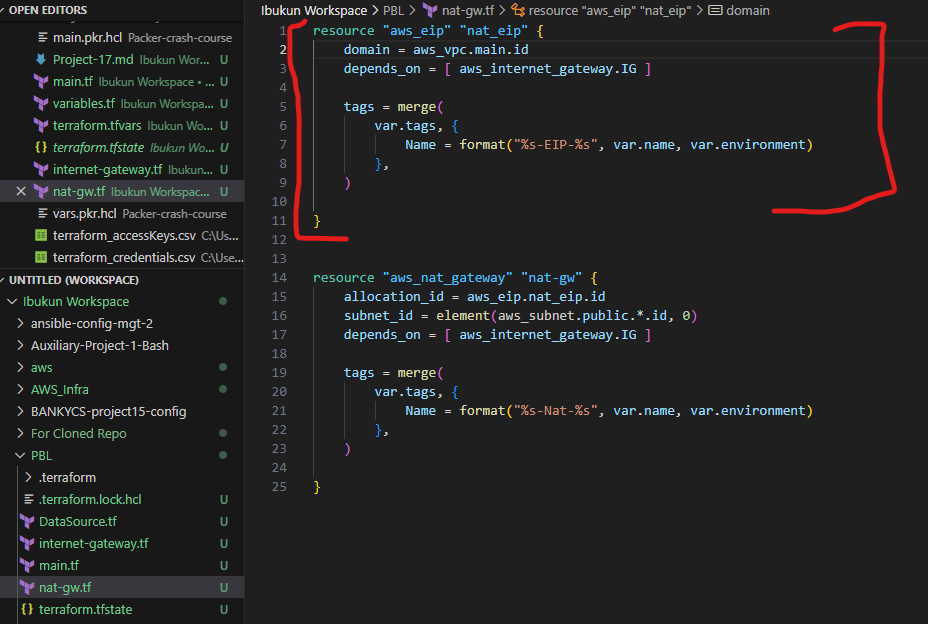 OPEN EDITORS
main.pkr.hcl Packer-crash-course
Project-17.md Ibukun Wor... U
main.tf Ibukun Workspace • ... U
variables.tf Ibukun Workspa... U
terraform.tfvars Ibukun Wo... U
{} terraform.tfstate Ibukun Wo... U
internet-gateway.tf Ibukun... U
nat-gw.tf Ibukun Workspac... U
vars.pkr.hcl Packer-crash-course
terraform_accessKeys.csv C:\Us...
terraform_credentials.csv C:\Use...
UNTITLED (WORKSPACE)
Ibukun Workspace
ansible-config-mgt-2
Auxiliary-Project-1-Bash
aws
AWS_Infra
BANKYCS-project15-config
For Cloned Repo
PBL
.terraform
.terraform.lock.hcl U
DataSource.tf U
internet-gateway.tf U
main.tf U
nat-gw.tf U
{} terraform.tfstate U
Ibukun Workspace > PBL > nat-gw.tf > resource "aws_eip" "nat_eip" > domain
1 resource "aws_eip" "nat_eip" {
2 domain = aws_vpc.main.id
3 depends_on = [ aws_internet_gateway.IG ]
4
5 tags = merge(
6 var.tags, {
7 Name = format("%s-EIP-%s", var.name, var.environment)
8 },
9 )
10
11 }
12
13
14 resource "aws_nat_gateway" "nat-gw" {
15 allocation_id = aws_eip.nat_eip.id
16 subnet_id = element(aws_subnet.public.*.id, 0)
17 depends_on = [ aws_internet_gateway.IG ]
18
19 tags = merge(
20 var.tags, {
21 Name = format("%s-Nat-%s", var.name, var.environment)
22 },
23 )
24
25 }